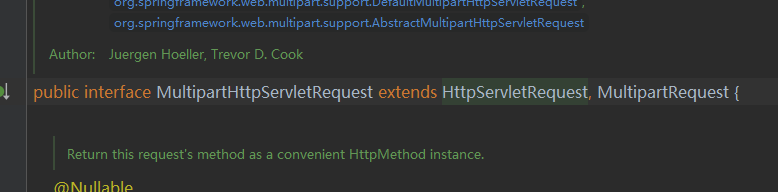 org.springframework.web.multipart.support.DefaultMultipartHttpServletRequest,
org.springframework.web.multipart.support.AbstractMultipartHttpServletRequest
Author: Juergen Hoeller, Trevor D. Cook
public interface MultipartHttpServletRequest extends HttpServletRequest, MultipartRequest {
Return this request's method as a convenient HttpMethod instance.
@Nullable